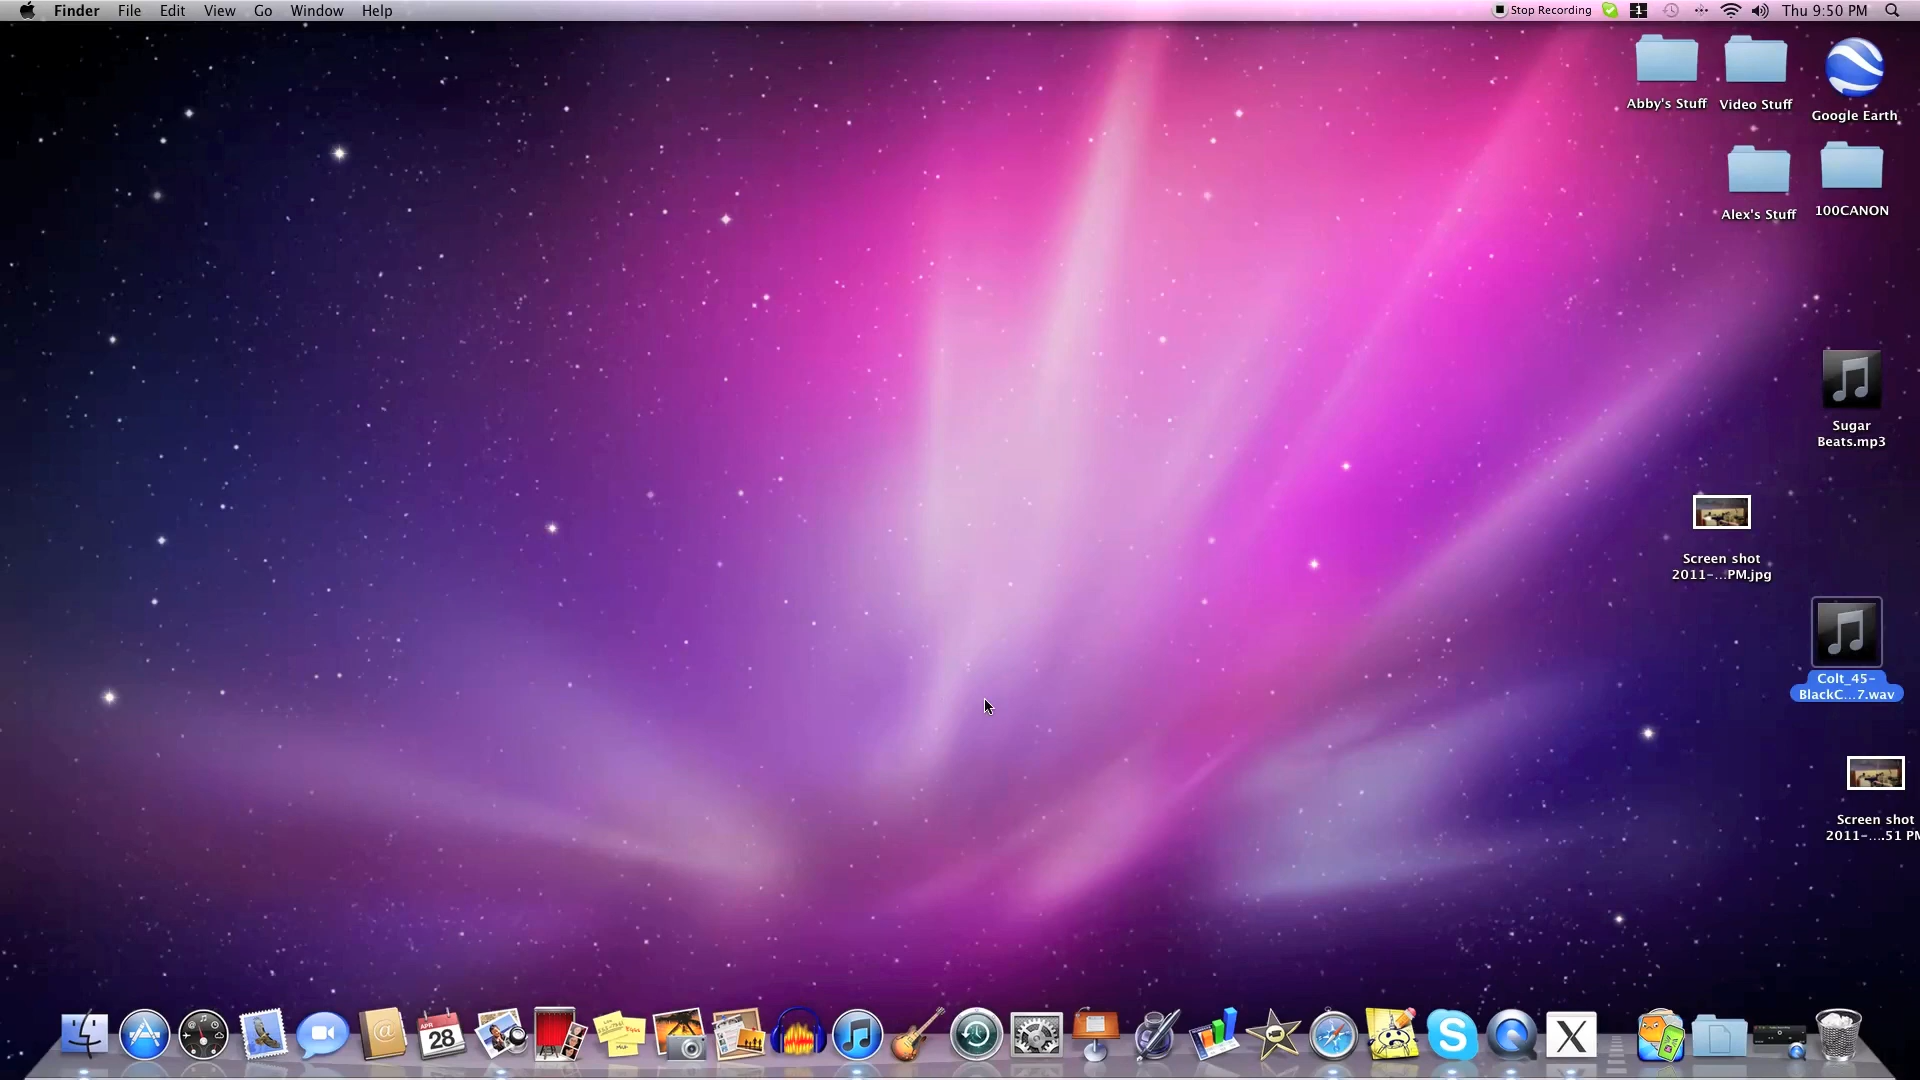 Finder File Edit View Go Window Help Stop Recording 1 Thu 9:50 PM
Abby's Stuff
Video Stuff
Google Earth
Alex's Stuff
100CANON
Sugar
Beats.mp3
Screen shot
2011-...PM.jpg
Colt_45-
BlackC...7.wav
Screen shot
2011-....51 PM
APR
28
X